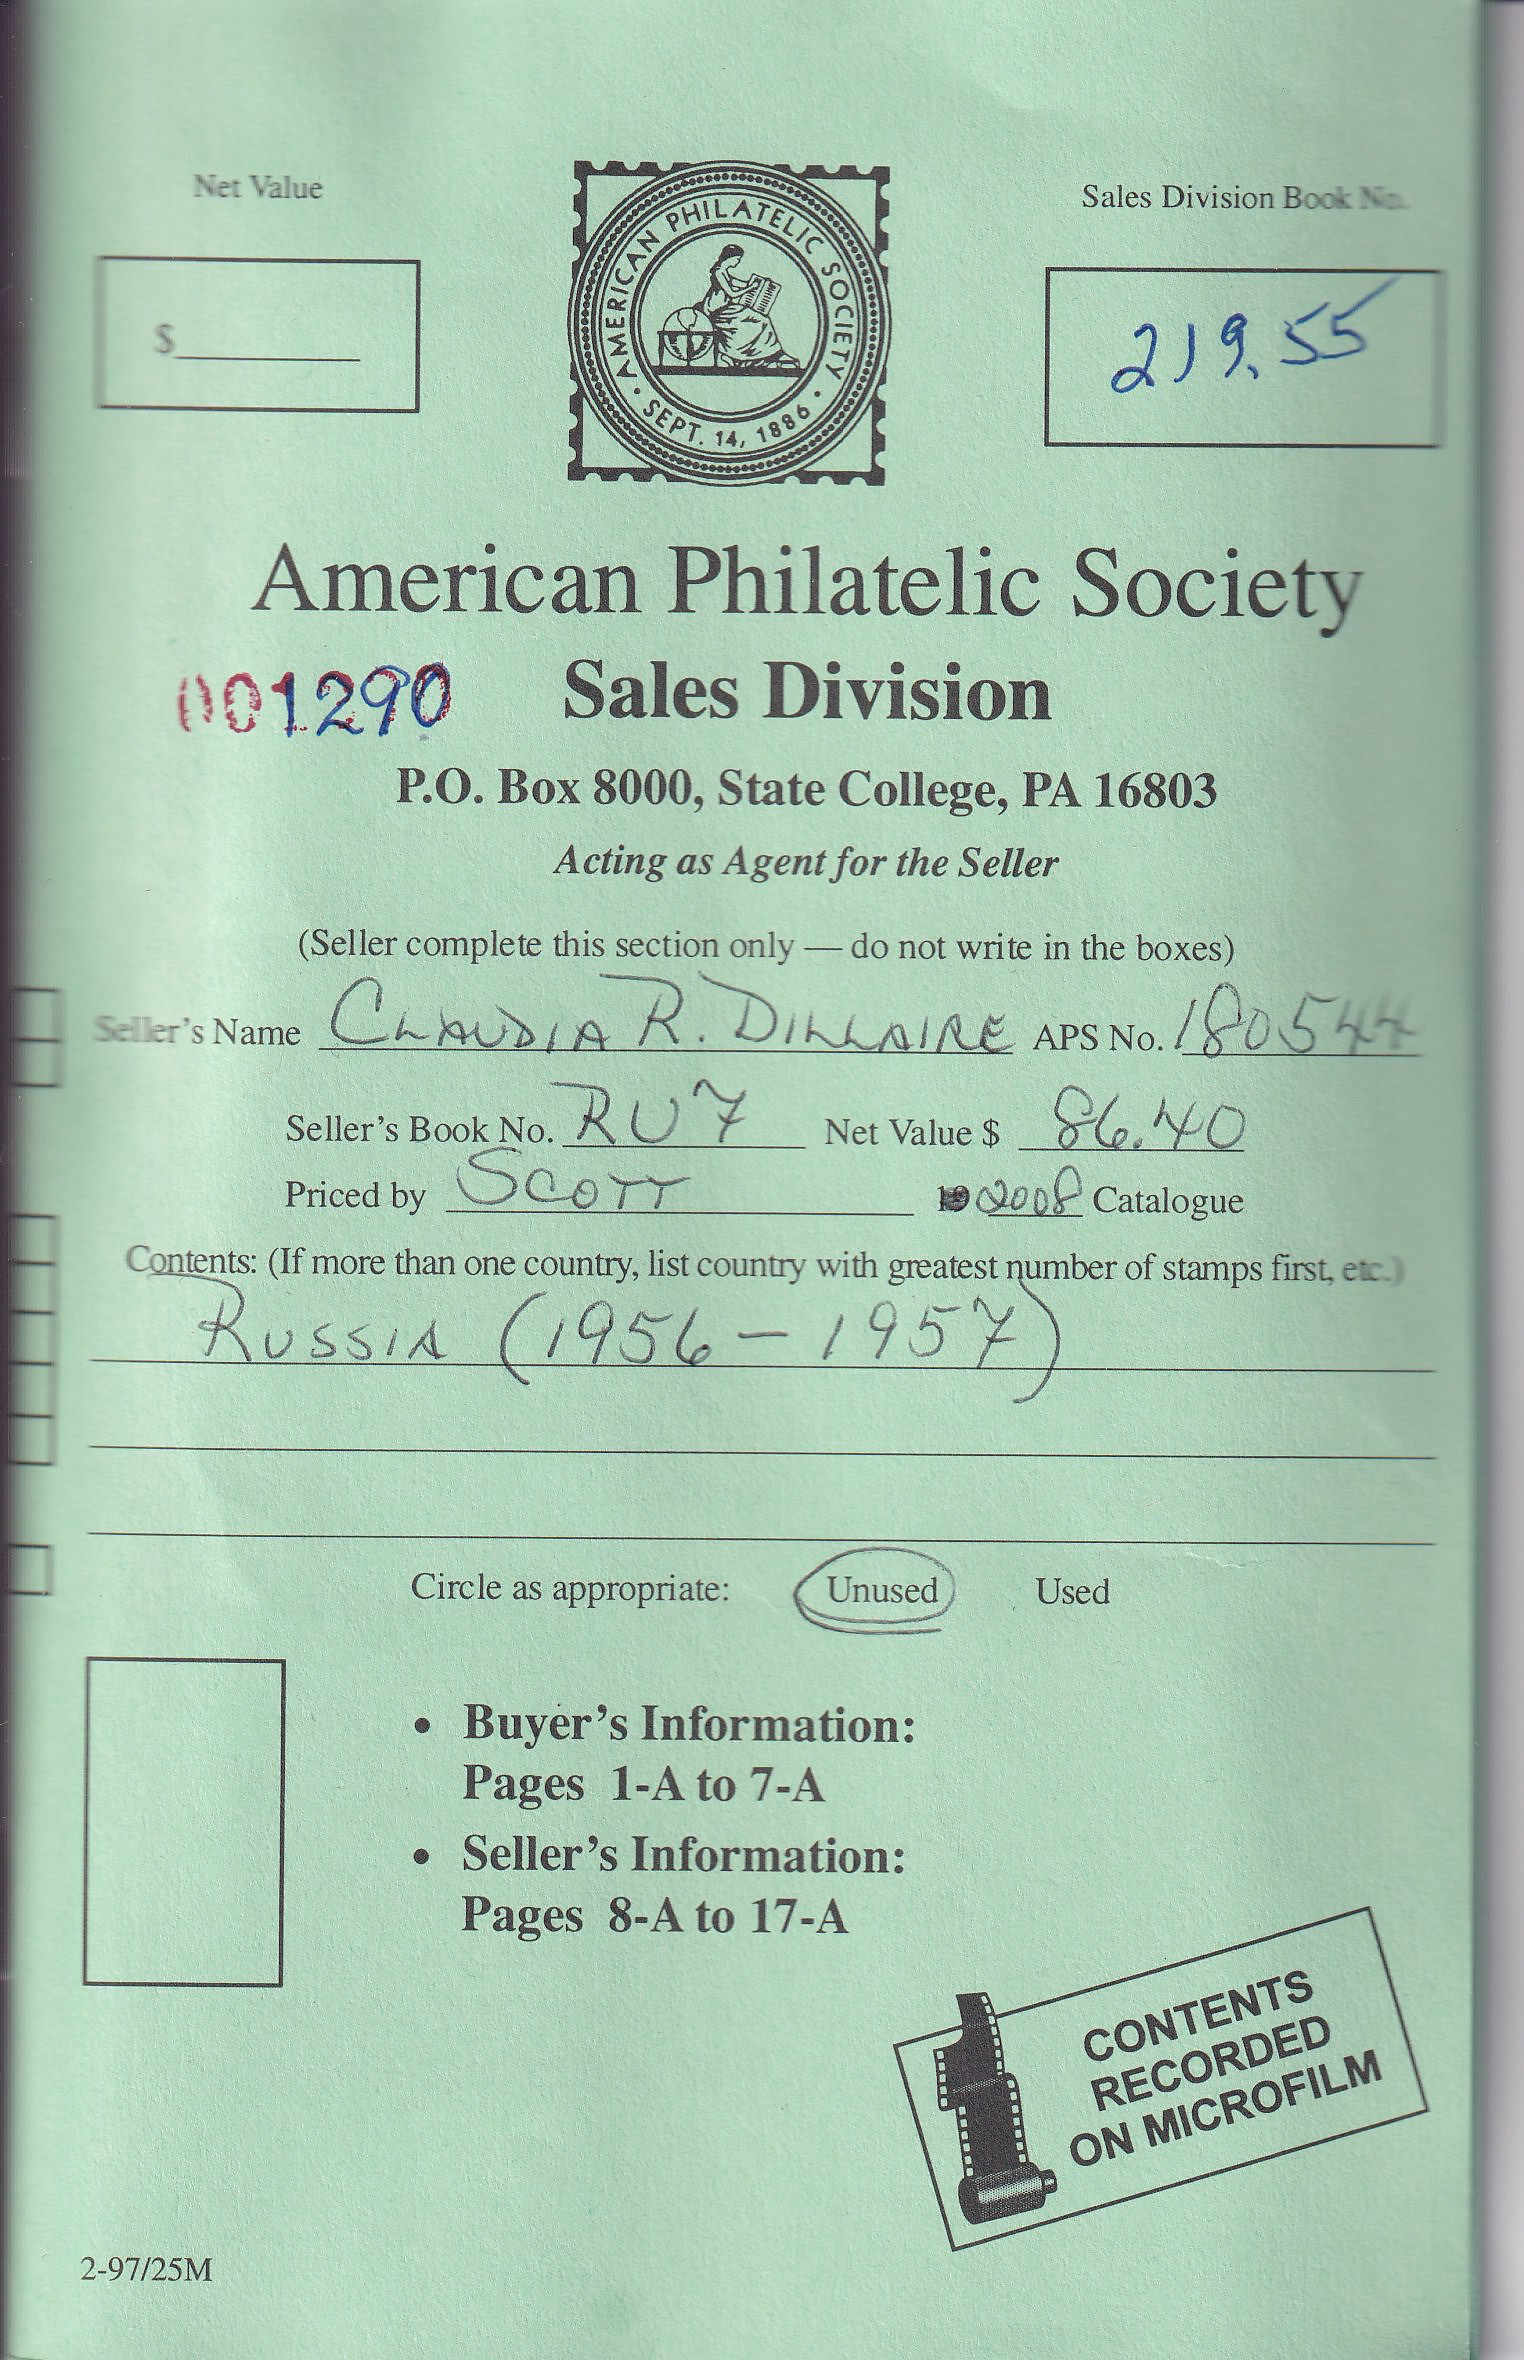 Net Value
$
AMERICAN PHILATELIC SOCIETY
· SEPT. 14, 1886 ·
Sales Division Book No.
219.55
American Philatelic Society
1101290
Sales Division
P.O. Box 8000, State College, PA 16803
Acting as Agent for the Seller
(Seller complete this section only — do not write in the boxes)
Seller's Name CLAUDIA R. DILLAIRE APS No. 180544
Seller's Book No. RU7 Net Value $ 86.40
Priced by SCOTT 19 2008 Catalogue
Contents: (If more than one country, list country with greatest number of stamps first, etc.)
RUSSIA (1956 – 1957)
Circle as appropriate: Unused Used
• Buyer's Information:
Pages 1-A to 7-A
• Seller's Information:
Pages 8-A to 17-A
CONTENTS
RECORDED
ON MICROFILM
2-97/25M